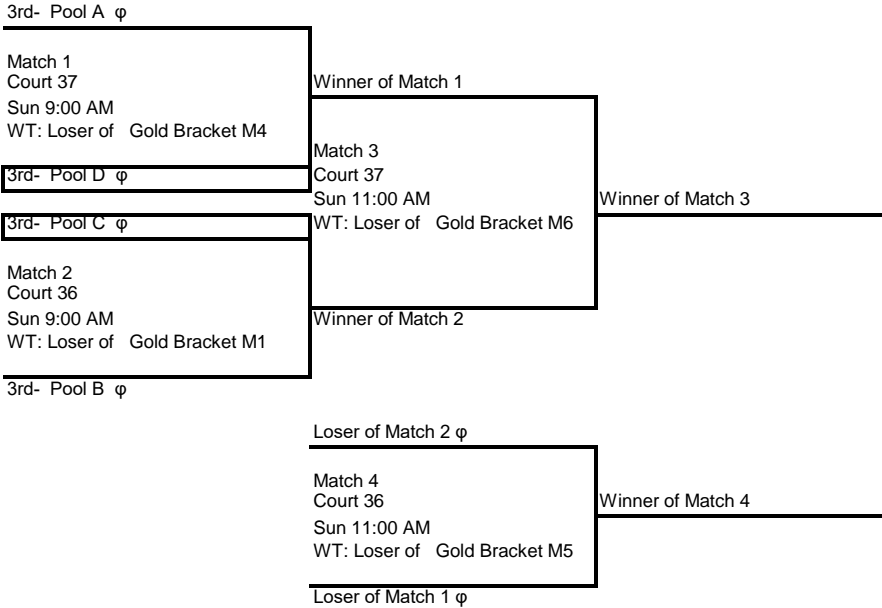 3rd- Pool A φ
Match 1
Court 37
Sun 9:00 AM
WT: Loser of Gold Bracket M4
3rd- Pool D φ
3rd- Pool C φ
Match 2
Court 36
Sun 9:00 AM
WT: Loser of Gold Bracket M1
3rd- Pool B φ
Winner of Match 1
Match 3
Court 37
Sun 11:00 AM
WT: Loser of Gold Bracket M6
Winner of Match 2
Winner of Match 3
Loser of Match 2 φ
Match 4
Court 36
Sun 11:00 AM
WT: Loser of Gold Bracket M5
Loser of Match 1 φ
Winner of Match 4